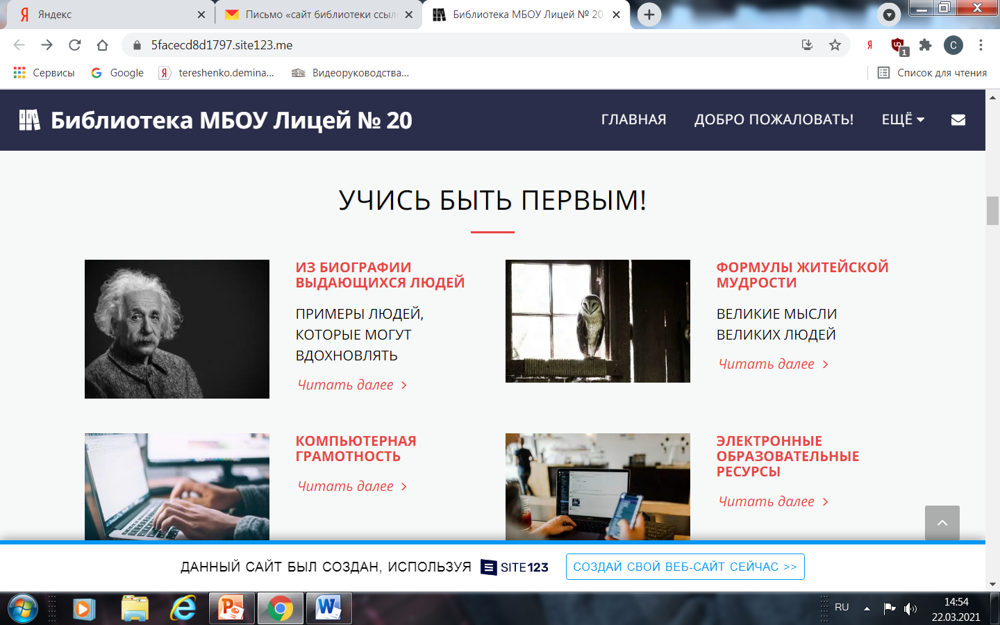 Яндекс
Письмо «сайт библиотеки ссыл
Библиотека МБОУ Лицей № 20
5facecd8d1797.site123.me
Я
1
C
Сервисы
Google
tereshenko.demina...
Видеоруководства...
Список для чтения
Библиотека МБОУ Лицей № 20
ГЛАВНАЯ
ДОБРО ПОЖАЛОВАТЬ!
ЕЩЁ
УЧИСЬ БЫТЬ ПЕРВЫМ!
ИЗ БИОГРАФИИ
ВЫДАЮЩИХСЯ ЛЮДЕЙ
ПРИМЕРЫ ЛЮДЕЙ,
КОТОРЫЕ МОГУТ
ВДОХНОВЛЯТЬ
Читать далее
ФОРМУЛЫ ЖИТЕЙСКОЙ
МУДРОСТИ
ВЕЛИКИЕ МЫСЛИ
ВЕЛИКИХ ЛЮДЕЙ
Читать далее
КОМПЬЮТЕРНАЯ
ГРАМОТНОСТЬ
Читать далее
ЭЛЕКТРОННЫЕ
ОБРАЗОВАТЕЛЬНЫЕ
РЕСУРСЫ
Читать далее
ДАННЫЙ САЙТ БЫЛ СОЗДАН, ИСПОЛЬЗУЯ SITE123
СОЗДАЙ СВОЙ ВЕБ-САЙТ СЕЙЧАС >>
RU
14:54
22.03.2021